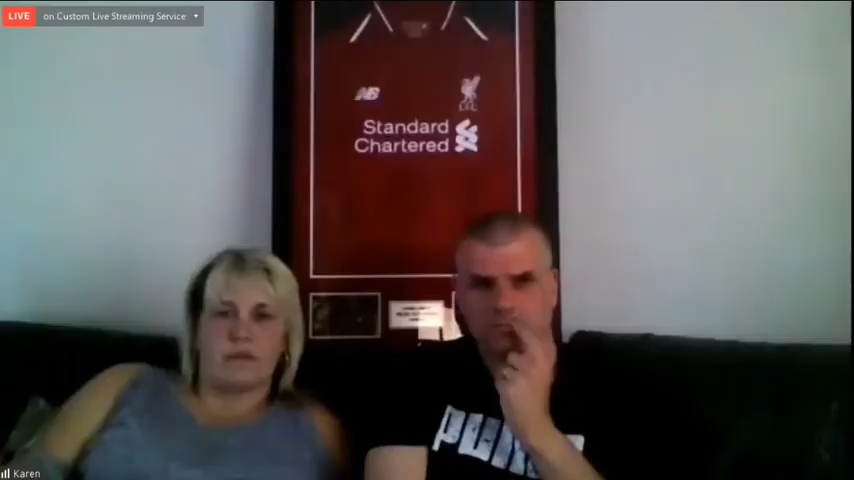 LIVE on Custom Live Streaming Service
NB
LFC
Standard
Chartered
PUMA
Karen